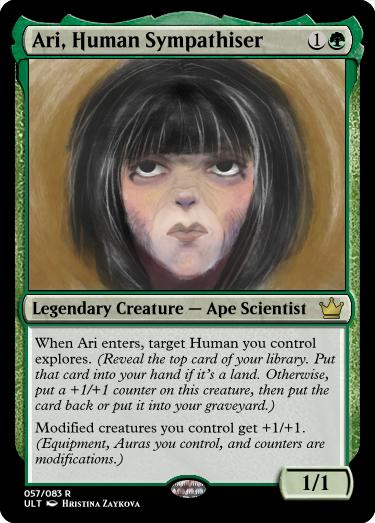 Ari, Human Sympathiser 1
Legendary Creature — Ape Scientist
When Ari enters, target Human you control
explores. (Reveal the top card of your library. Put
that card into your hand if it's a land. Otherwise,
put a +1/+1 counter on this creature, then put the
card back or put it into your graveyard.)
Modified creatures you control get +1/+1.
(Equipment, Auras you control, and counters are
modifications.)
1/1
057/083 R
ULT Hristina Zaykova